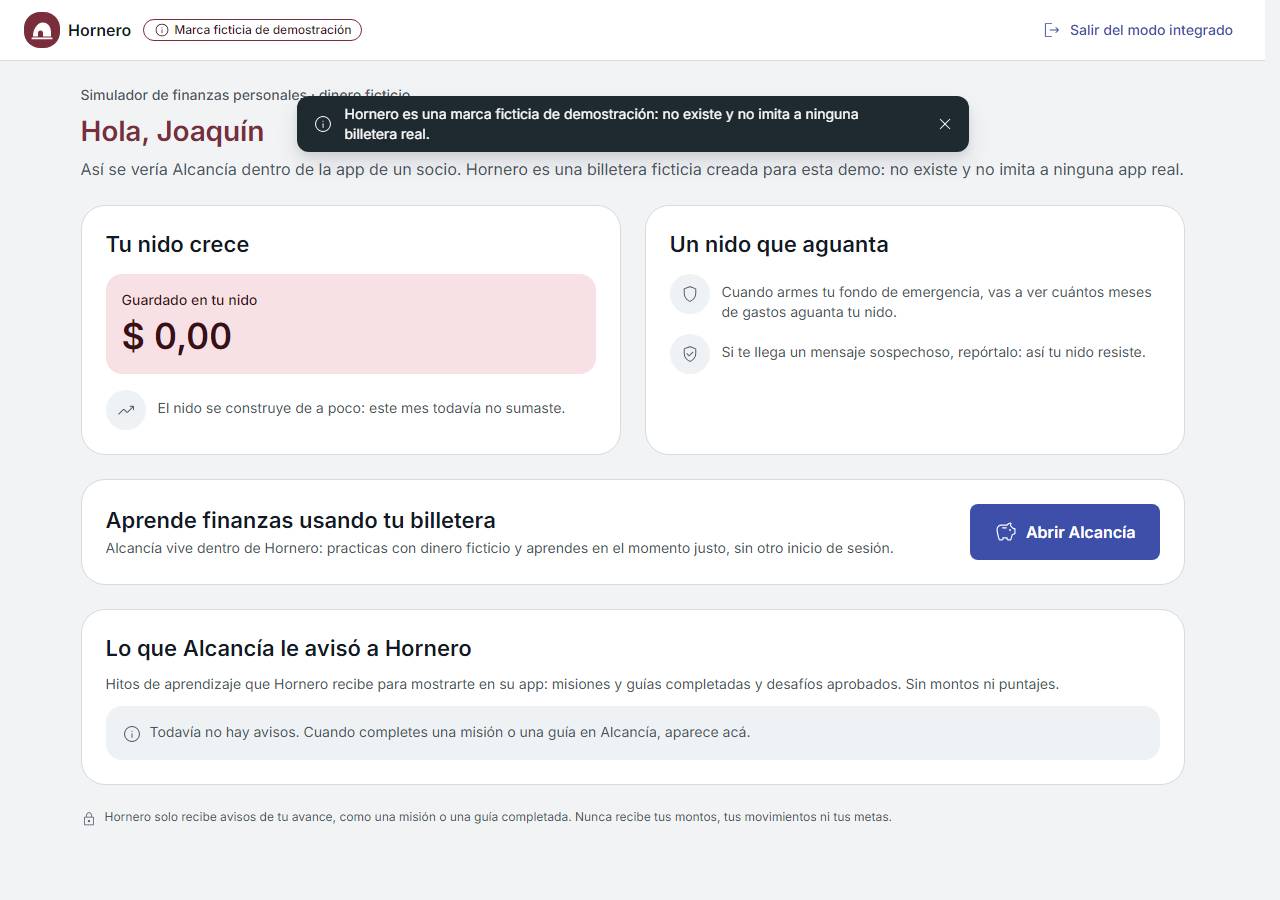 Hornero
Marca ficticia de demostración
Salir del modo integrado
Simulador de finanzas personales · dinero ficticio
Hornero es una marca ficticia de demostración: no existe y no imita a ninguna
billetera real.
Hola, Joaquín
Así se vería Alcancía dentro de la app de un socio. Hornero es una billetera ficticia creada para esta demo: no existe y no imita a ninguna app real.
Tu nido crece
Guardado en tu nido
$ 0,00
El nido se construye de a poco: este mes todavía no sumaste.
Un nido que aguanta
Cuando armes tu fondo de emergencia, vas a ver cuántos meses
de gastos aguanta tu nido.
Si te llega un mensaje sospechoso, repórtalo: así tu nido resiste.
Aprende finanzas usando tu billetera
Alcancía vive dentro de Hornero: practicas con dinero ficticio y aprendes en el momento justo, sin otro inicio de sesión.
Abrir Alcancía
Lo que Alcancía le avisó a Hornero
Hitos de aprendizaje que Hornero recibe para mostrarte en su app: misiones y guías completadas y desafíos aprobados. Sin montos ni puntajes.
Todavía no hay avisos. Cuando completes una misión o una guía en Alcancía, aparece acá.
Hornero solo recibe avisos de tu avance, como una misión o una guía completada. Nunca recibe tus montos, tus movimientos ni tus metas.